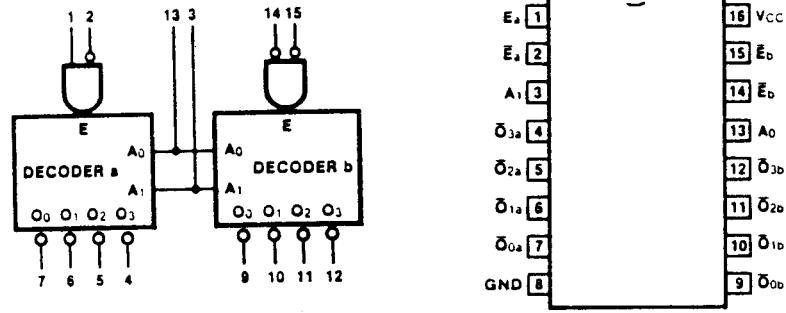 1 2 13 3 14 15
E E
A₀ A₀
DECODER a DECODER b
A₁ A₁
O₀ O₁ O₂ O₃ O₀ O₁ O₂ O₃
7 6 5 4 9 10 11 12
Eₐ 1 16 VCC
Ēₐ 2 15 Ēb
A₁ 3 14 Ēb
Ō₃ₐ 4 13 A₀
Ō₂ₐ 5 12 Ō₃b
Ō₁ₐ 6 11 Ō₂b
Ō₀ₐ 7 10 Ō₁b
GND 8 9 Ō₀b